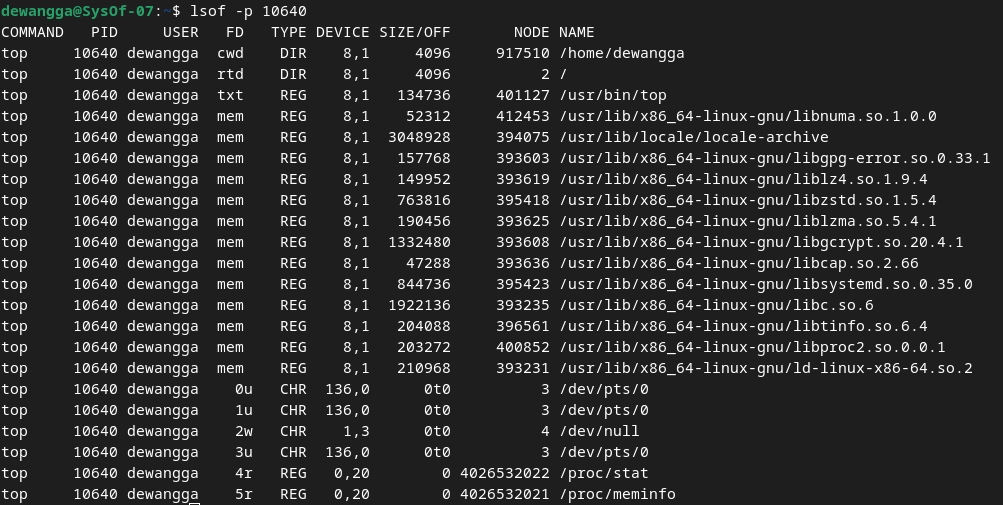 dewangga@SysOf-07:~$ lsof -p 10640
COMMAND   PID     USER   FD   TYPE DEVICE SIZE/OFF       NODE NAME
top     10640 dewangga  cwd    DIR    8,1     4096     917510 /home/dewangga
top     10640 dewangga  rtd    DIR    8,1     4096          2 /
top     10640 dewangga  txt    REG    8,1   134736     401127 /usr/bin/top
top     10640 dewangga  mem    REG    8,1    52312     412453 /usr/lib/x86_64-linux-gnu/libnuma.so.1.0.0
top     10640 dewangga  mem    REG    8,1  3048928     394075 /usr/lib/locale/locale-archive
top     10640 dewangga  mem    REG    8,1   157768     393603 /usr/lib/x86_64-linux-gnu/libgpg-error.so.0.33.1
top     10640 dewangga  mem    REG    8,1   149952     393619 /usr/lib/x86_64-linux-gnu/liblz4.so.1.9.4
top     10640 dewangga  mem    REG    8,1   763816     395418 /usr/lib/x86_64-linux-gnu/libzstd.so.1.5.4
top     10640 dewangga  mem    REG    8,1   190456     393625 /usr/lib/x86_64-linux-gnu/liblzma.so.5.4.1
top     10640 dewangga  mem    REG    8,1  1332480     393608 /usr/lib/x86_64-linux-gnu/libgcrypt.so.20.4.1
top     10640 dewangga  mem    REG    8,1    47288     393636 /usr/lib/x86_64-linux-gnu/libcap.so.2.66
top     10640 dewangga  mem    REG    8,1   844736     395423 /usr/lib/x86_64-linux-gnu/libsystemd.so.0.35.0
top     10640 dewangga  mem    REG    8,1  1922136     393235 /usr/lib/x86_64-linux-gnu/libc.so.6
top     10640 dewangga  mem    REG    8,1   204088     396561 /usr/lib/x86_64-linux-gnu/libtinfo.so.6.4
top     10640 dewangga  mem    REG    8,1   203272     400852 /usr/lib/x86_64-linux-gnu/libproc2.so.0.0.1
top     10640 dewangga  mem    REG    8,1   210968     393231 /usr/lib/x86_64-linux-gnu/ld-linux-x86-64.so.2
top     10640 dewangga    0u   CHR  136,0      0t0          3 /dev/pts/0
top     10640 dewangga    1u   CHR  136,0      0t0          3 /dev/pts/0
top     10640 dewangga    2w   CHR    1,3      0t0          4 /dev/null
top     10640 dewangga    3u   CHR  136,0      0t0          3 /dev/pts/0
top     10640 dewangga    4r   REG   0,20        0 4026532022 /proc/stat
top     10640 dewangga    5r   REG   0,20        0 4026532021 /proc/meminfo